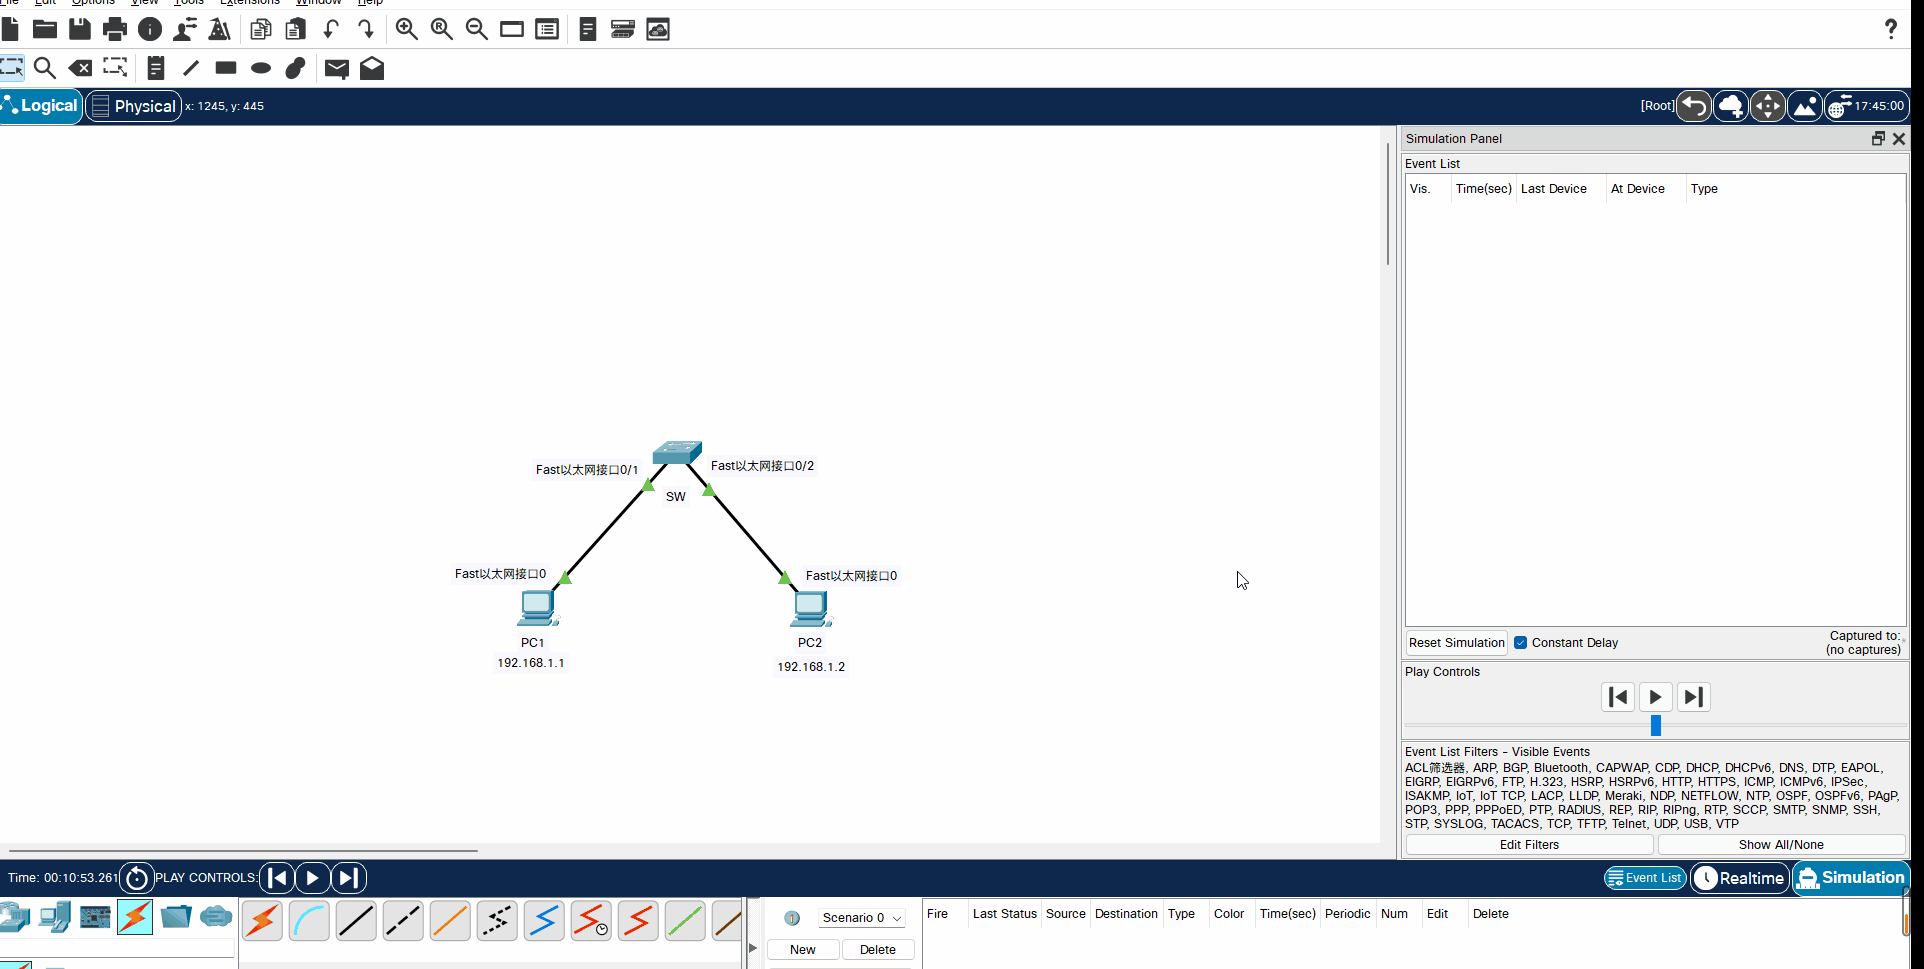 File Edit Options View Tools Extensions Window Help
Logical Physical x: 1245, y: 445 [Root] 17:45:00
Simulation Panel
Event List
Vis. Time(sec) Last Device At Device Type
Fast以太网接口0/1 Fast以太网接口0/2
SW
Fast以太网接口0 Fast以太网接口0
PC1 PC2
192.168.1.1 192.168.1.2
Reset Simulation Constant Delay Captured to:
(no captures)
Play Controls
Event List Filters - Visible Events
ACL筛选器, ARP, BGP, Bluetooth, CAPWAP, CDP, DHCP, DHCPv6, DNS, DTP, EAPOL,
EIGRP, EIGRPv6, FTP, H.323, HSRP, HSRPv6, HTTP, HTTPS, ICMP, ICMPv6, IPSec,
ISAKMP, IoT, IoT TCP, LACP, LLDP, Meraki, NDP, NETFLOW, NTP, OSPF, OSPFv6, PAgP,
POP3, PPP, PPPoED, PTP, RADIUS, REP, RIP, RIPng, RTP, SCCP, SMTP, SNMP, SSH,
STP, SYSLOG, TACACS, TCP, TFTP, Telnet, UDP, USB, VTP
Edit Filters Show All/None
Time: 00:10:53.261 PLAY CONTROLS: Event List Realtime Simulation
Scenario 0 Fire Last Status Source Destination Type Color Time(sec) Periodic Num Edit Delete
New Delete